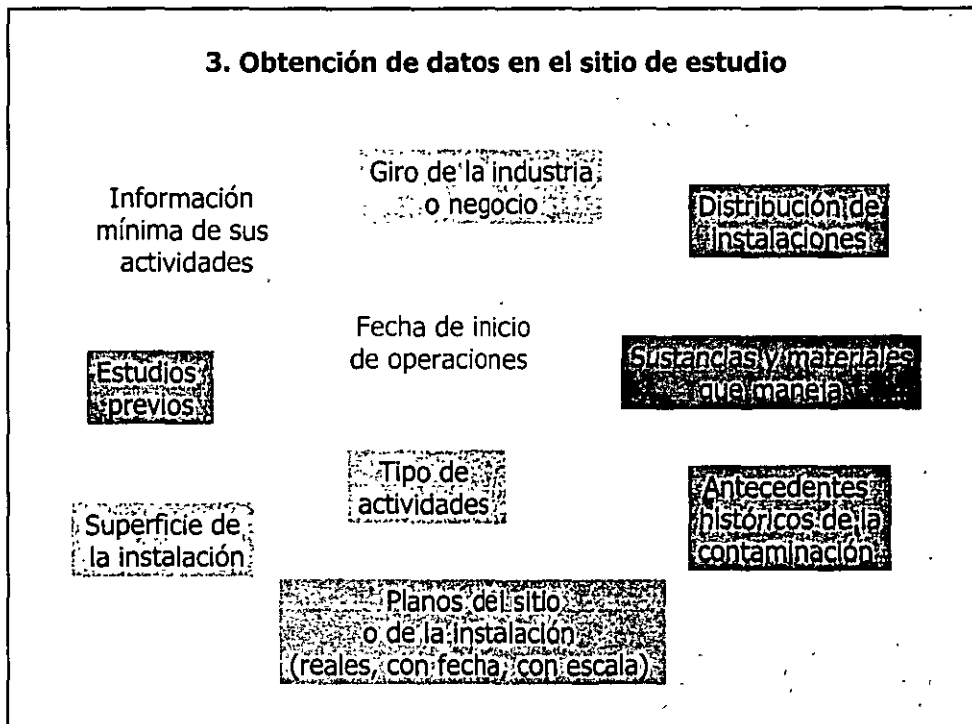 3. Obtención de datos en el sitio de estudio
Información
mínima de sus
actividades
Giro de la industria
o negocio
Distribución de
instalaciones
Fecha de inicio
de operaciones
Estudios
previos
Sustancias y materiales
que maneja
Tipo de
actividades
Superficie de
la instalación
Antecedentes
históricos de la
contaminación
Planos del sitio
o de la instalación
(reales, con fecha, con escala)